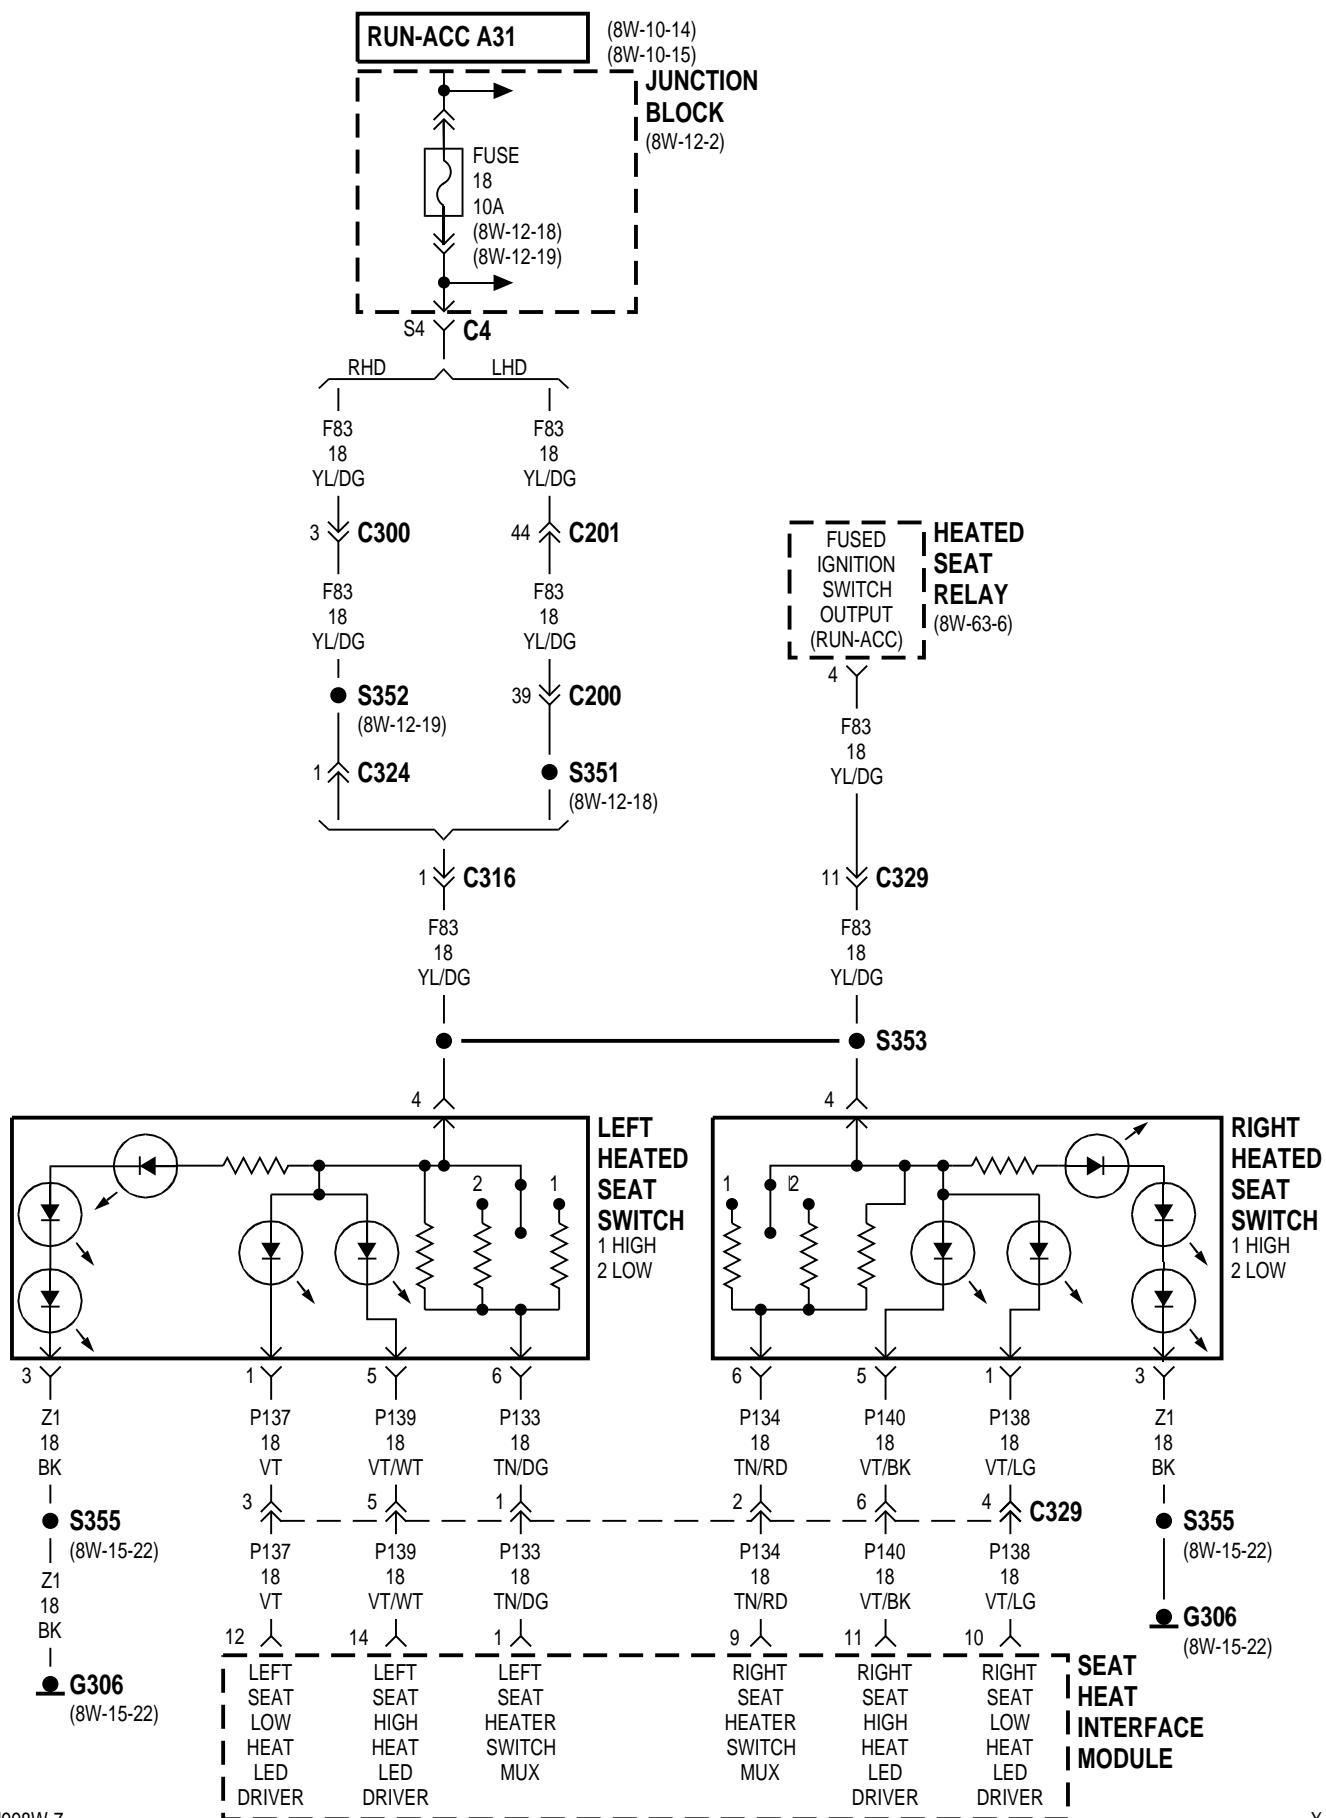 RUN-ACC A31
(8W-10-14)
(8W-10-15)
JUNCTION
BLOCK
(8W-12-2)
FUSE
18
10A
(8W-12-18)
(8W-12-19)
S4 C4
RHD LHD
F83 F83
18 18
YL/DG YL/DG
3 C300 44 C201
F83 F83
18 18
YL/DG YL/DG
S352
(8W-12-19)
39 C200
1 C324
S351
(8W-12-18)
FUSED
IGNITION
SWITCH
OUTPUT
(RUN-ACC)
HEATED
SEAT
RELAY
(8W-63-6)
4
F83
18
YL/DG
1 C316 11 C329
F83 F83
18 18
YL/DG YL/DG
S353
4 4
LEFT
HEATED
SEAT
SWITCH
1 HIGH
2 LOW
2 1
RIGHT
HEATED
SEAT
SWITCH
1 HIGH
2 LOW
1 2
3 1 5 6 6 5 1 3
Z1 P137 P139 P133 P134 P140 P138 Z1
18 18 18 18 18 18 18 18
BK VT VT/WT TN/DG TN/RD VT/BK VT/LG BK
3 5 1 2 6 4 C329
S355
(8W-15-22)
S355
(8W-15-22)
P137 P139 P133 P134 P140 P138
18 18 18 18 18 18
VT VT/WT TN/DG TN/RD VT/BK VT/LG
Z1
18
BK
G306
(8W-15-22)
G306
(8W-15-22)
12 14 1 9 11 10
LEFT
SEAT
LOW
HEAT
LED
DRIVER
LEFT
SEAT
HIGH
HEAT
LED
DRIVER
LEFT
SEAT
HEATER
SWITCH
MUX
RIGHT
SEAT
HEATER
SWITCH
MUX
RIGHT
SEAT
HIGH
HEAT
LED
DRIVER
RIGHT
SEAT
LOW
HEAT
LED
DRIVER
SEAT
HEAT
INTERFACE
MODULE